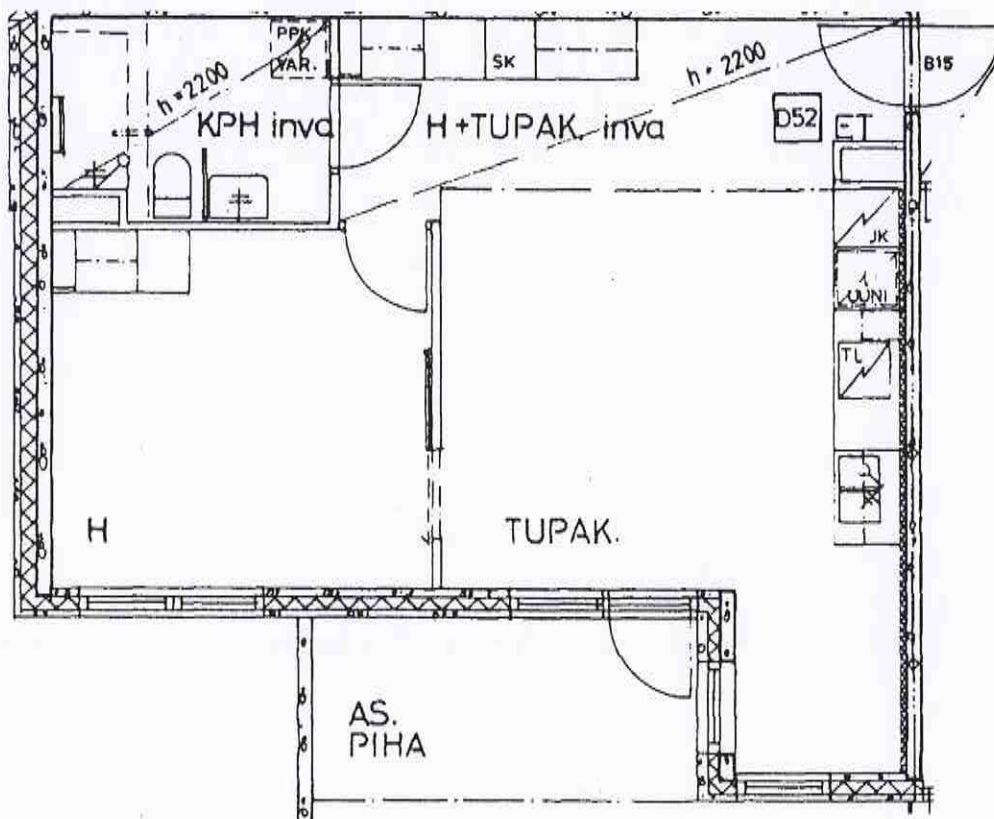 PPK
VAR.
h = 2200
KPH inva
SK
h = 2200
H+TUPAK. inva
D52
ET
B15
JK
UUNI
TL
H
TUPAK.
AS.
PIHA